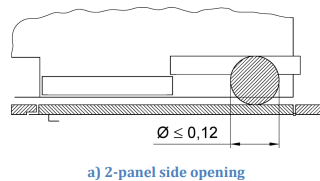 Ø ≤ 0,12
a) 2-panel side opening